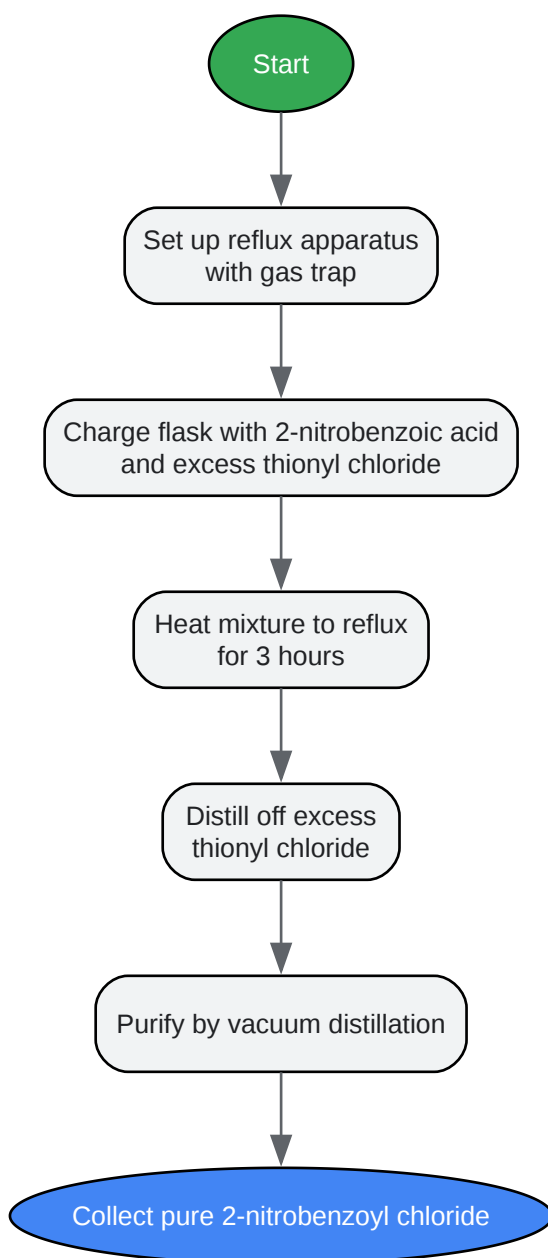 Start
Set up reflux apparatus
with gas trap
Charge flask with 2-nitrobenzoic acid
and excess thionyl chloride
Heat mixture to reflux
for 3 hours
Distill off excess
thionyl chloride
Purify by vacuum distillation
Collect pure 2-nitrobenzoyl chloride